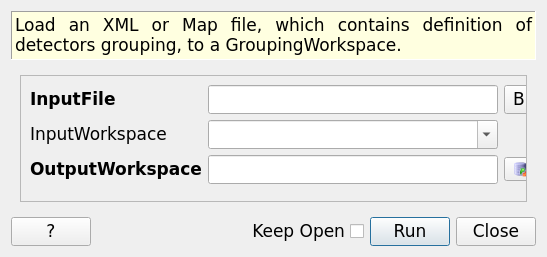 Load an XML or Map file, which contains definition of
detectors grouping, to a GroupingWorkspace.
InputFile B
InputWorkspace
OutputWorkspace
? Keep Open Run Close